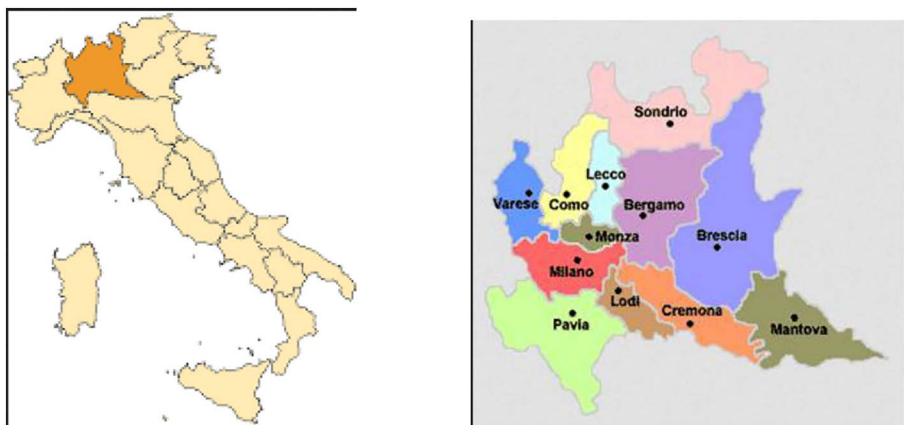 Sondrio
Lecco
Varese
Como
Bergamo
Monza
Brescia
Milano
Lodi
Cremona
Pavia
Mantova